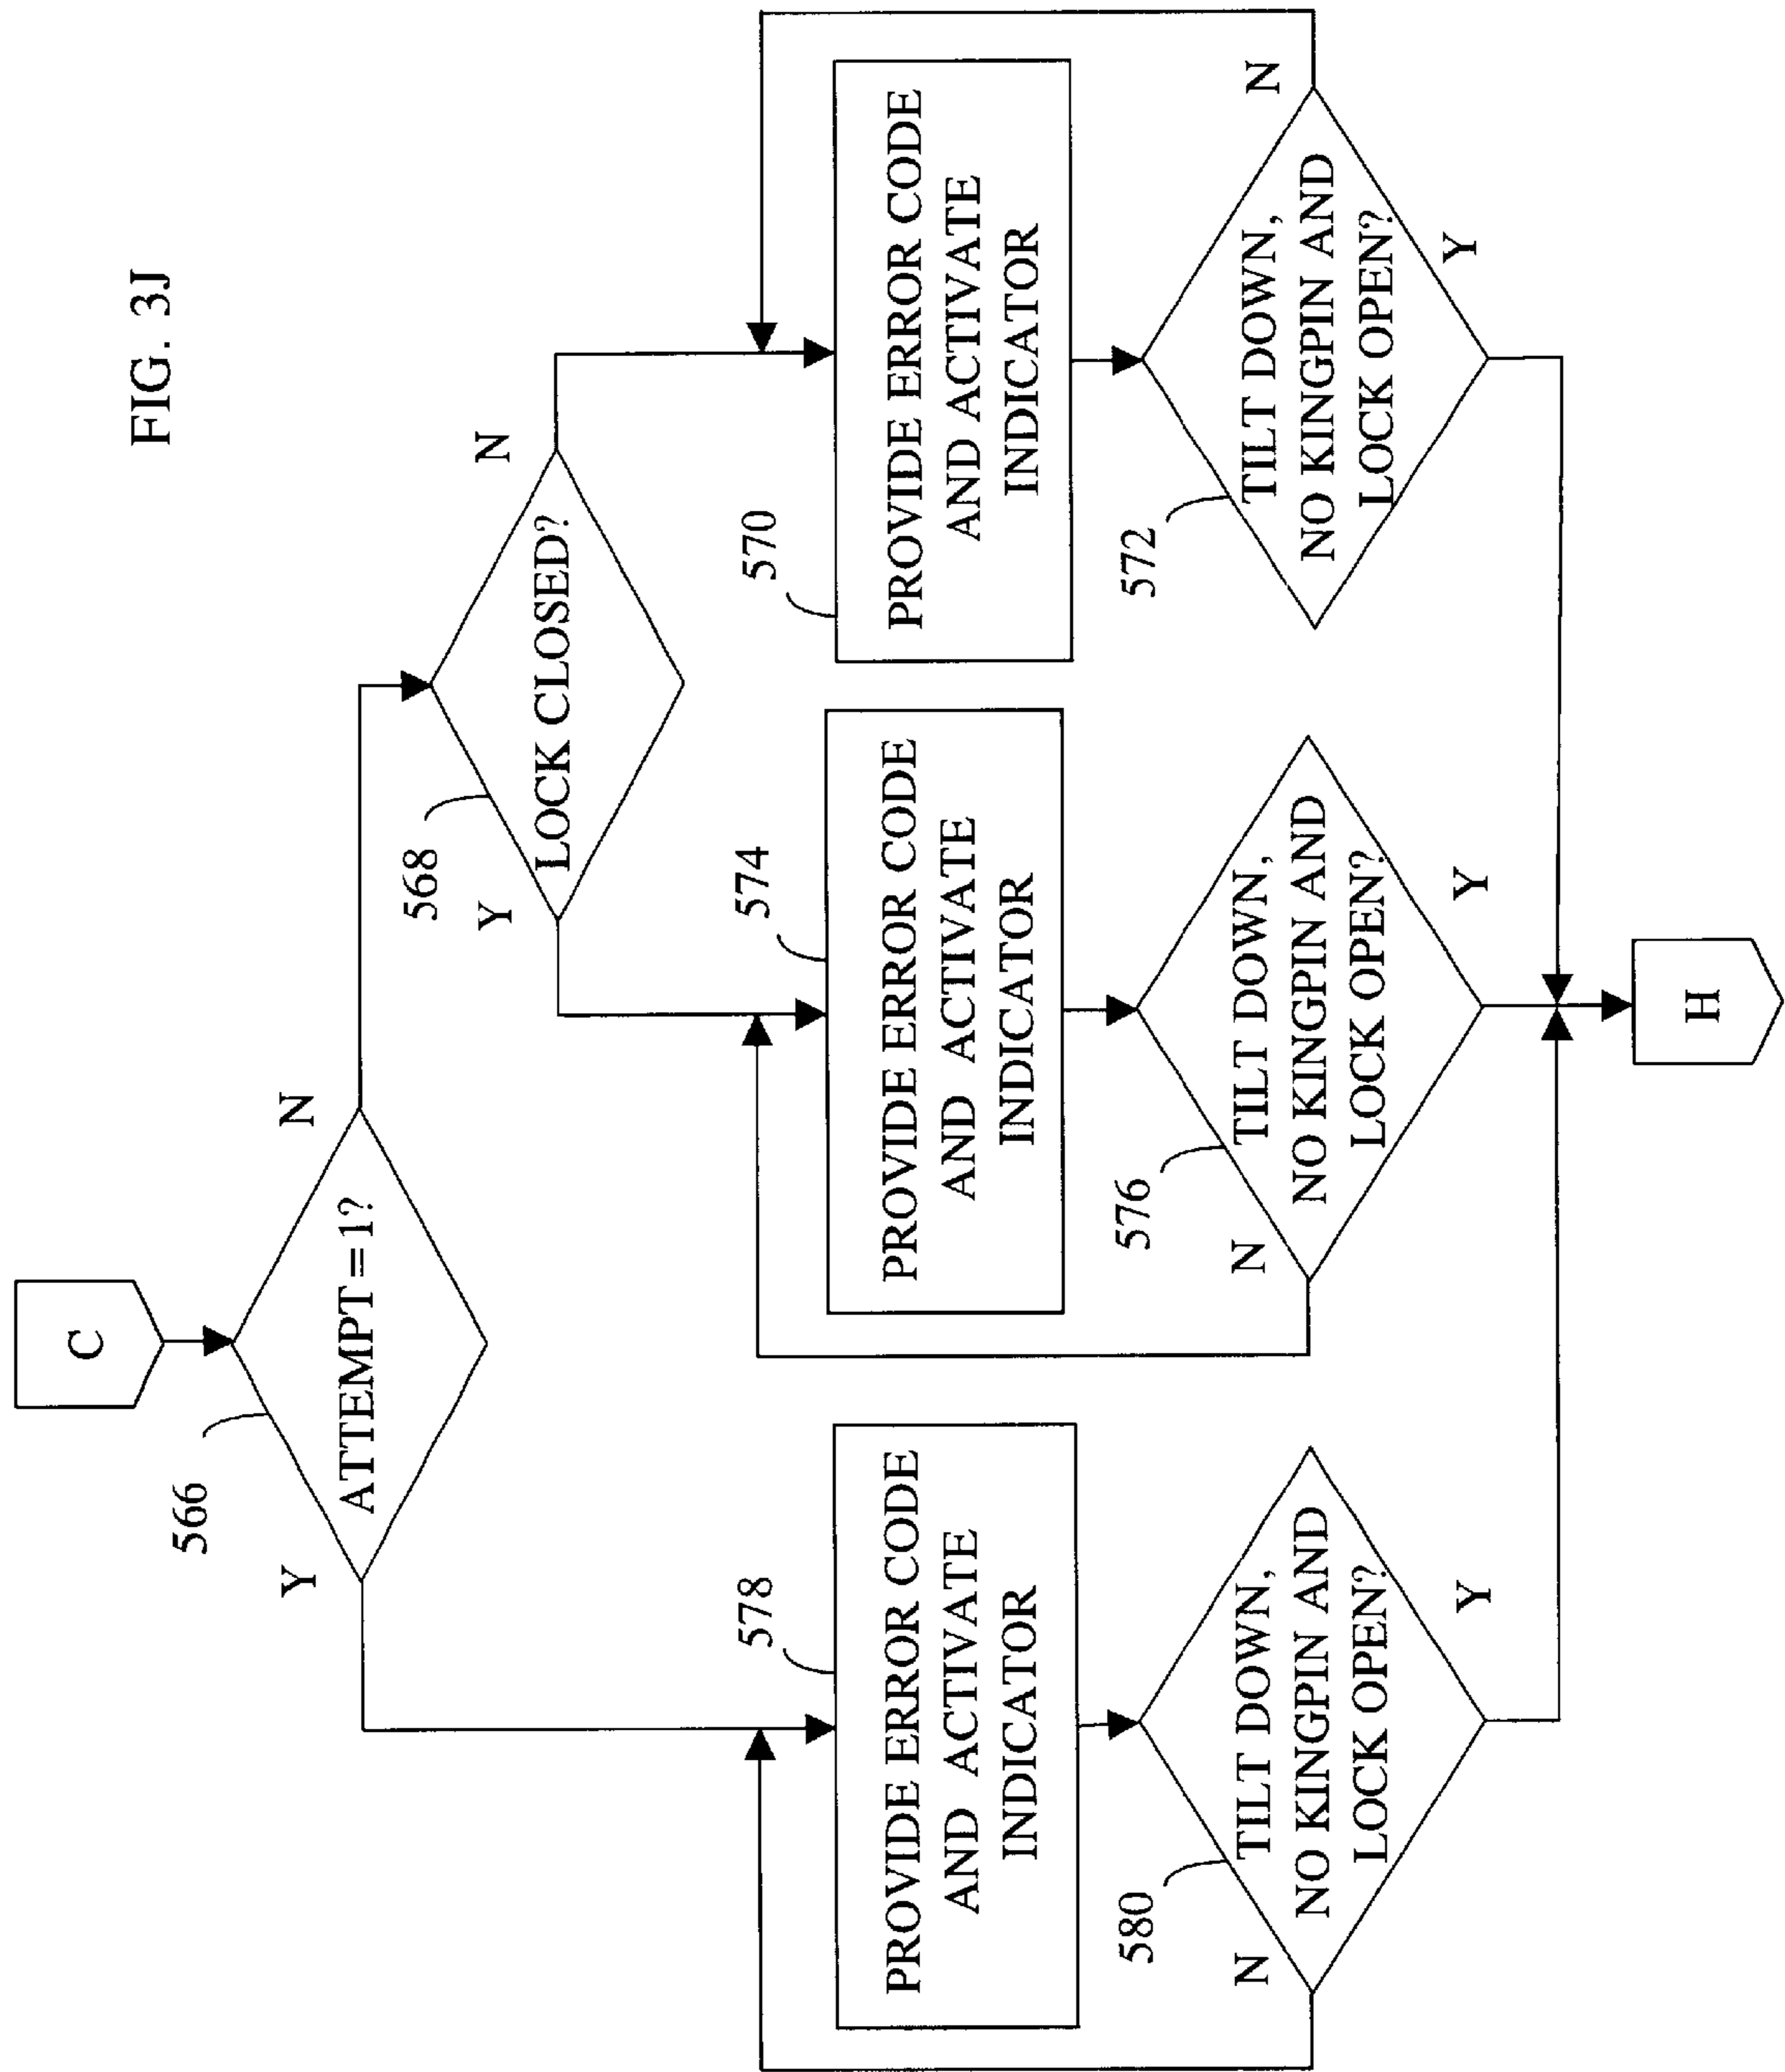 FIG. 3J
C
566
ATTEMPT = 1?
Y
N
568
LOCK CLOSED?
Y
N
578
PROVIDE ERROR CODE
AND ACTIVATE
INDICATOR
574
PROVIDE ERROR CODE
AND ACTIVATE
INDICATOR
570
PROVIDE ERROR CODE
AND ACTIVATE
INDICATOR
580
TILT DOWN,
NO KINGPIN AND
LOCK OPEN?
N
Y
576
TILT DOWN,
NO KINGPIN AND
LOCK OPEN?
N
Y
572
TILT DOWN,
NO KINGPIN AND
LOCK OPEN?
N
Y
H